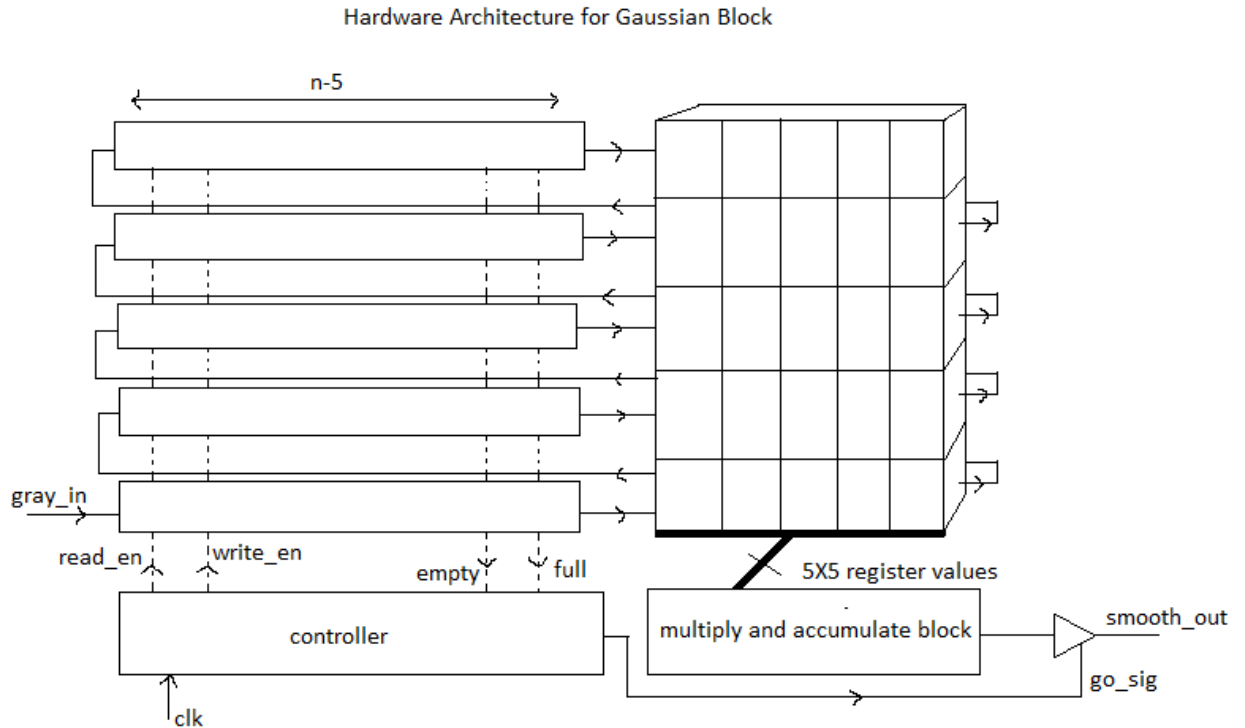 Hardware Architecture for Gaussian Block
n-5
gray_in
read_en
write_en
empty
full
5X5 register values
controller
multiply and accumulate block
smooth_out
go_sig
clk